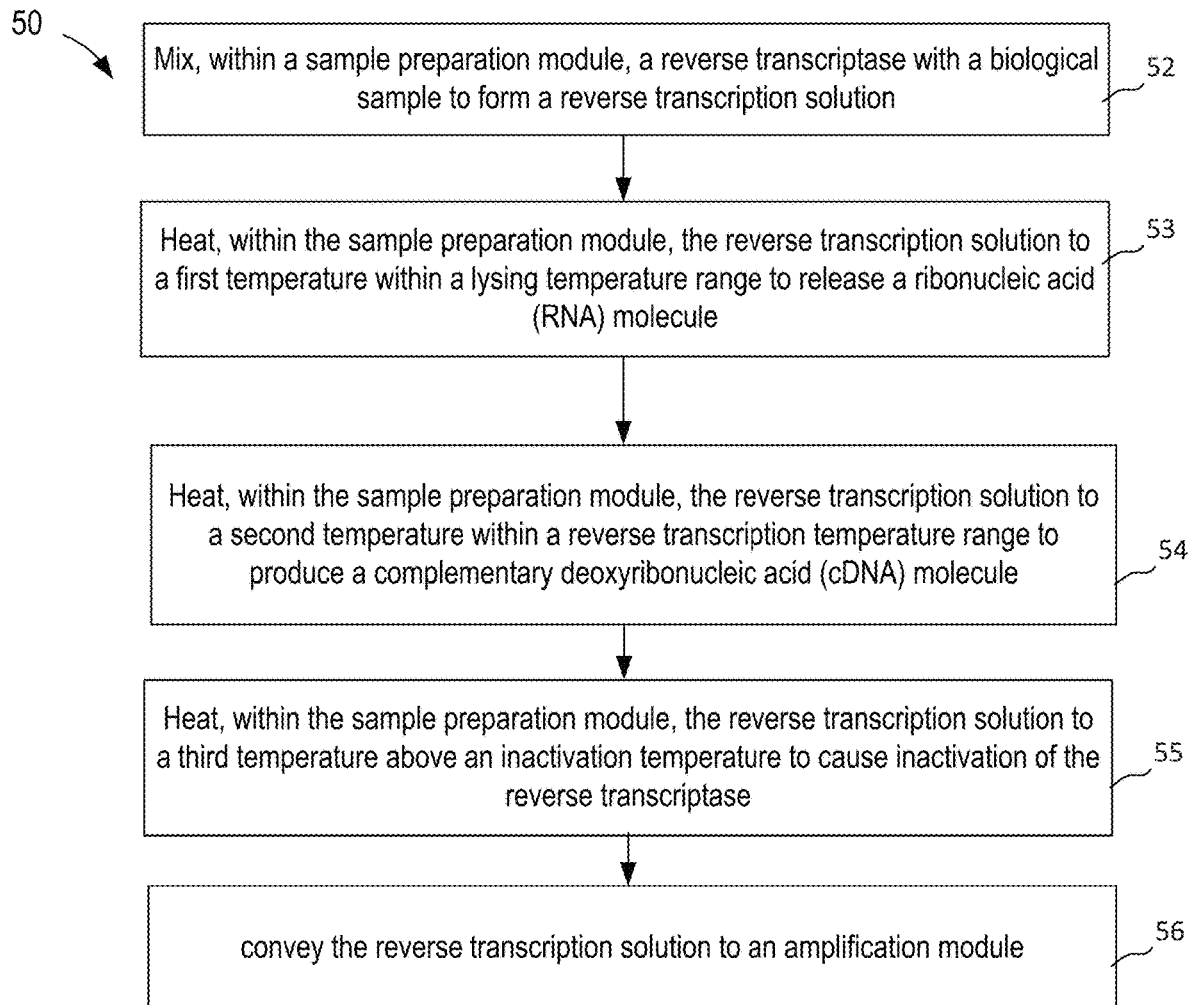 50
Mix, within a sample preparation module, a reverse transcriptase with a biological
sample to form a reverse transcription solution
52
Heat, within the sample preparation module, the reverse transcription solution to
a first temperature within a lysing temperature range to release a ribonucleic acid
(RNA) molecule
53
Heat, within the sample preparation module, the reverse transcription solution to
a second temperature within a reverse transcription temperature range to
produce a complementary deoxyribonucleic acid (cDNA) molecule
54
Heat, within the sample preparation module, the reverse transcription solution to
a third temperature above an inactivation temperature to cause inactivation of the
reverse transcriptase
55
convey the reverse transcription solution to an amplification module
56